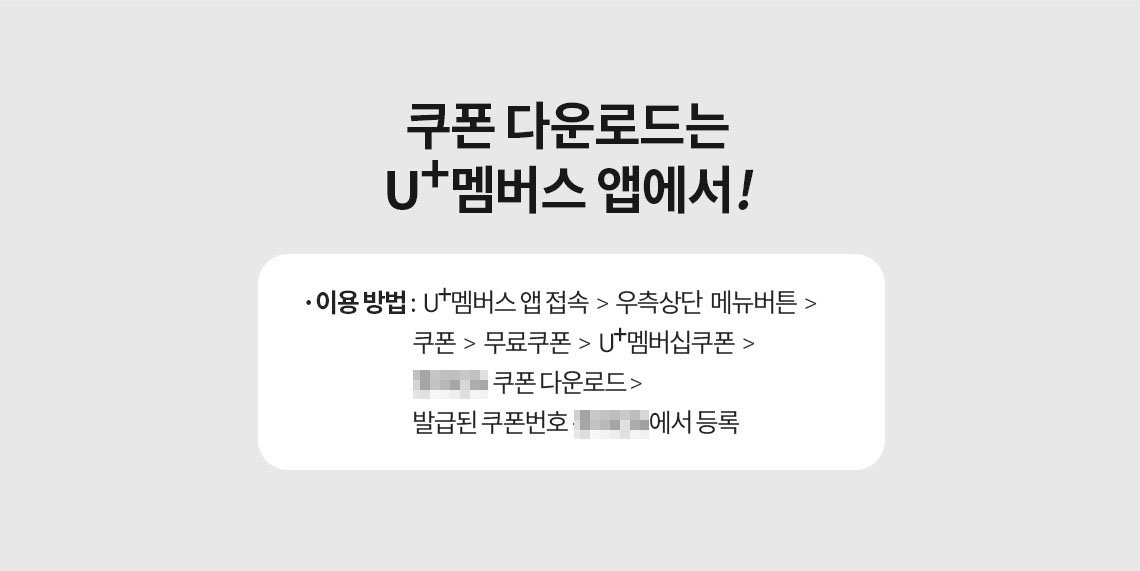 쿠폰 다운로드는
U⁺멤버스 앱에서!
• 이용 방법 : U⁺멤버스 앱 접속 > 우측상단 메뉴버튼 >
쿠폰 > 무료쿠폰 > U⁺멤버십쿠폰 >
쿠폰 다운로드 >
발급된 쿠폰번호 에서 등록